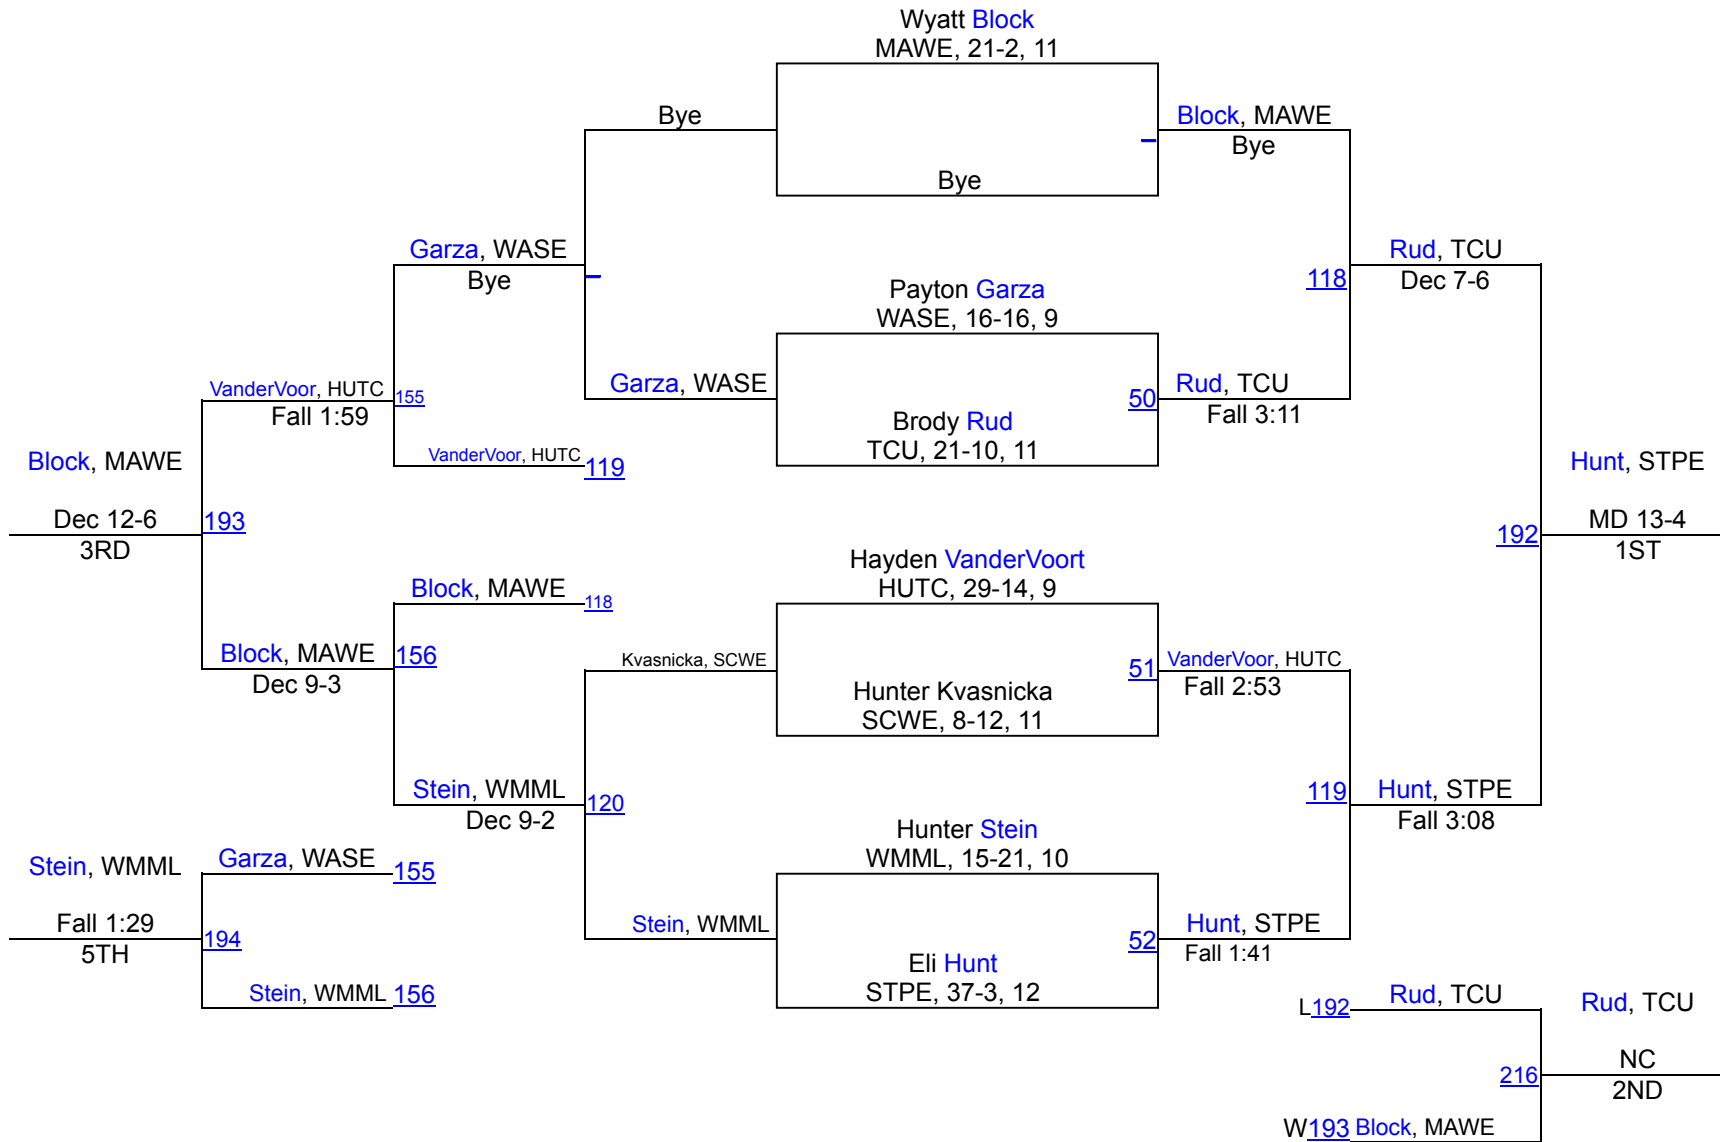 Wyatt Block
MAWE, 21-2, 11
Bye
Block, MAWE
Bye
Bye
Garza, WASE
Bye
Rud, TCU
118
Dec 7-6
Payton Garza
WASE, 16-16, 9
VanderVoor, HUTC
155
Fall 1:59
Garza, WASE
50
Rud, TCU
Fall 3:11
Brody Rud
TCU, 21-10, 11
VanderVoor, HUTC
119
Block, MAWE
Hunt, STPE
Dec 12-6
193
3RD
192
MD 13-4
1ST
Hayden VanderVoort
HUTC, 29-14, 9
Block, MAWE
118
Block, MAWE
156
Dec 9-3
Kvasnicka, SCWE
51
VanderVoor, HUTC
Fall 2:53
Hunter Kvasnicka
SCWE, 8-12, 11
Stein, WMML
120
Dec 9-2
119
Hunt, STPE
Fall 3:08
Hunter Stein
WMML, 15-21, 10
Stein, WMML
Garza, WASE
155
Fall 1:29
194
5TH
Stein, WMML
52
Hunt, STPE
Fall 1:41
Eli Hunt
STPE, 37-3, 12
Stein, WMML
156
L192
Rud, TCU
Rud, TCU
216
NC
2ND
W193 Block, MAWE